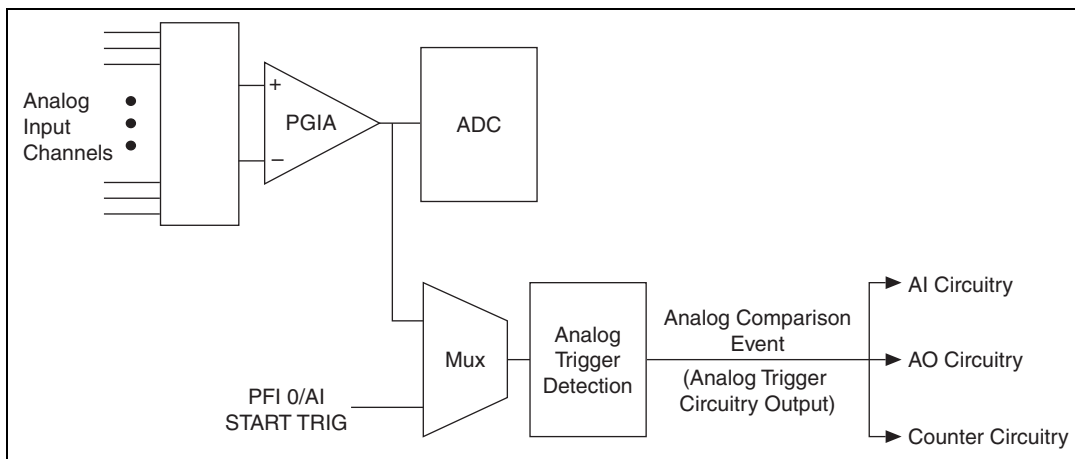 Analog
Input
Channels
+
PGIA
−
ADC
Mux
PFI 0/AI
START TRIG
Analog
Trigger
Detection
Analog Comparison
Event
(Analog Trigger
Circuitry Output)
AI Circuitry
AO Circuitry
Counter Circuitry